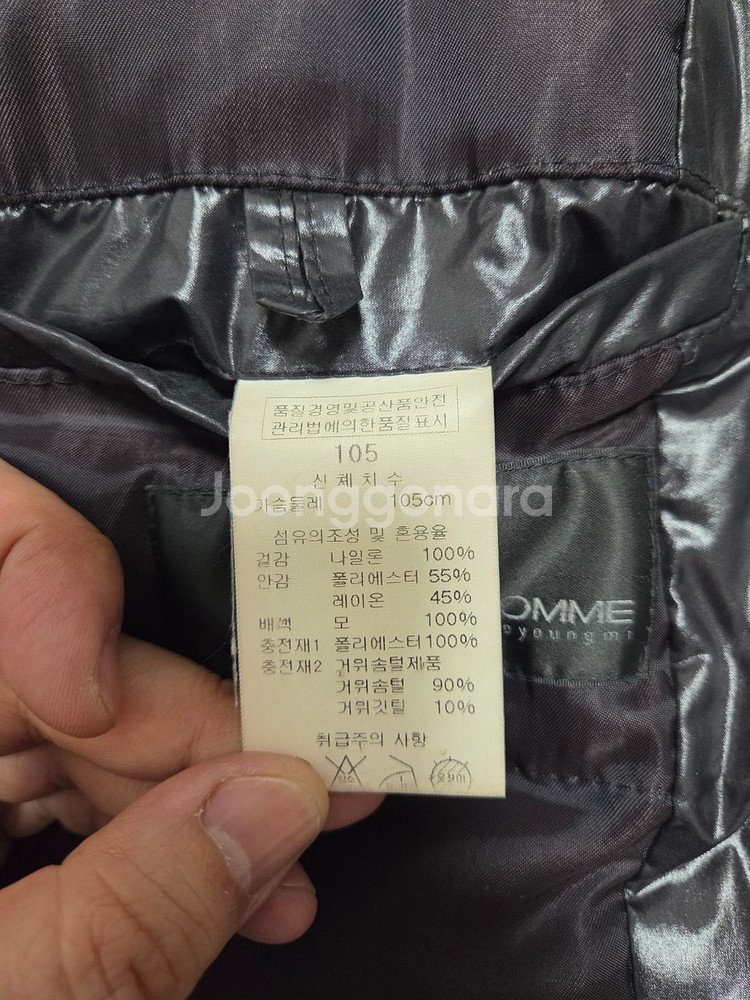 품질경영및공산품안전
관리법에의한품질표시
105
신체치수
가슴둘레 105cm
Joonggonara
섬유의조성 및 혼용율
겉감 나일론 100%
안감 폴리에스터 55%
레이온 45%
배색 모 100%
충전재1 폴리에스터100%
충전재2 거위솜털제품
거위솜털 90%
거위깃털 10%
취급주의 사항
OMME
youngmi